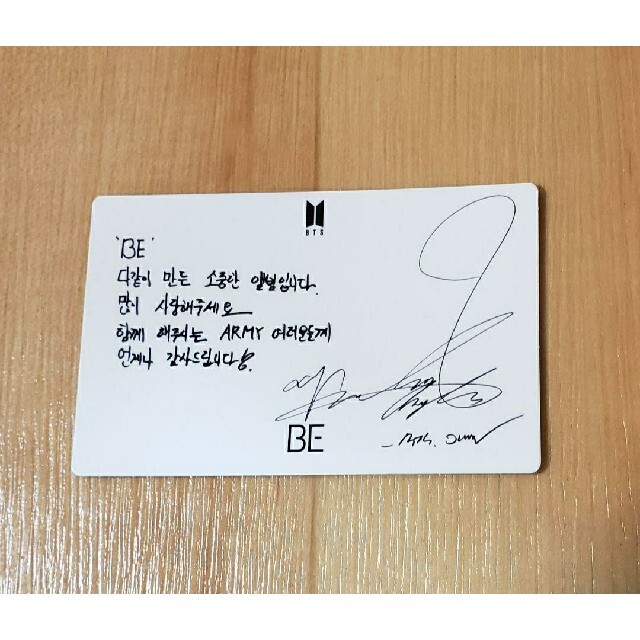 BTS
'BE'
다같이 만든 소중한 앨범입니다.
많이 사랑해주세요
함께 해주시는 ARMY 여러분들께
언제나 감사드립니다.
BE